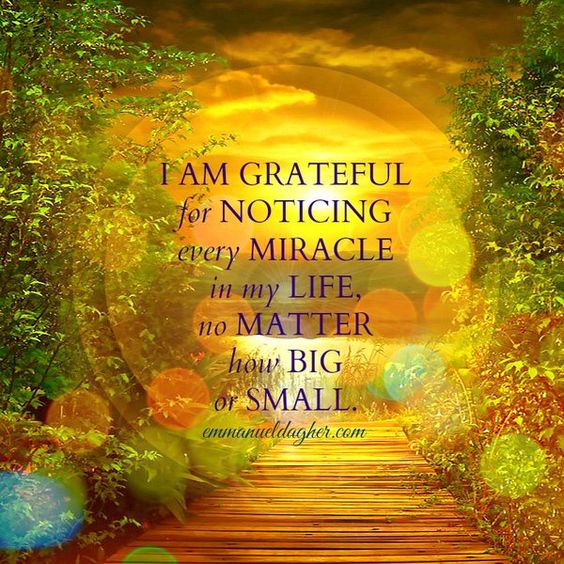 I AM GRATEFUL
for NOTICING
every MIRACLE
in my LIFE,
no MATTER
how BIG
or SMALL.
emmanueldagher.com